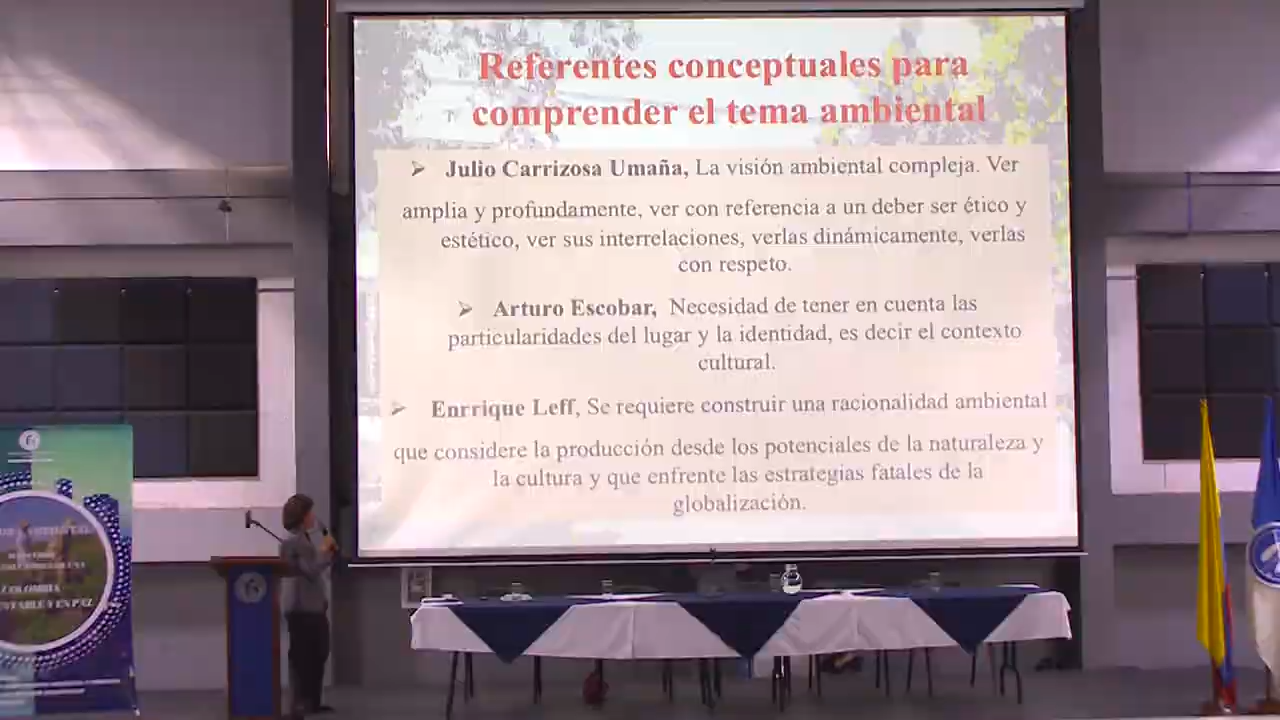 Referentes conceptuales para
comprender el tema ambiental
➢ Julio Carrizosa Umaña, La visión ambiental compleja. Ver
amplia y profundamente, ver con referencia a un deber ser ético y
estético, ver sus interrelaciones, verlas dinámicamente, verlas
con respeto.
➢ Arturo Escobar, Necesidad de tener en cuenta las
particularidades del lugar y la identidad, es decir el contexto
cultural.
➢ Enrrique Leff, Se requiere construir una racionalidad ambiental
que considere la producción desde los potenciales de la naturaleza y
la cultura y que enfrente las estrategias fatales de la
globalización.
COLOMBIA
Y EN PAZ